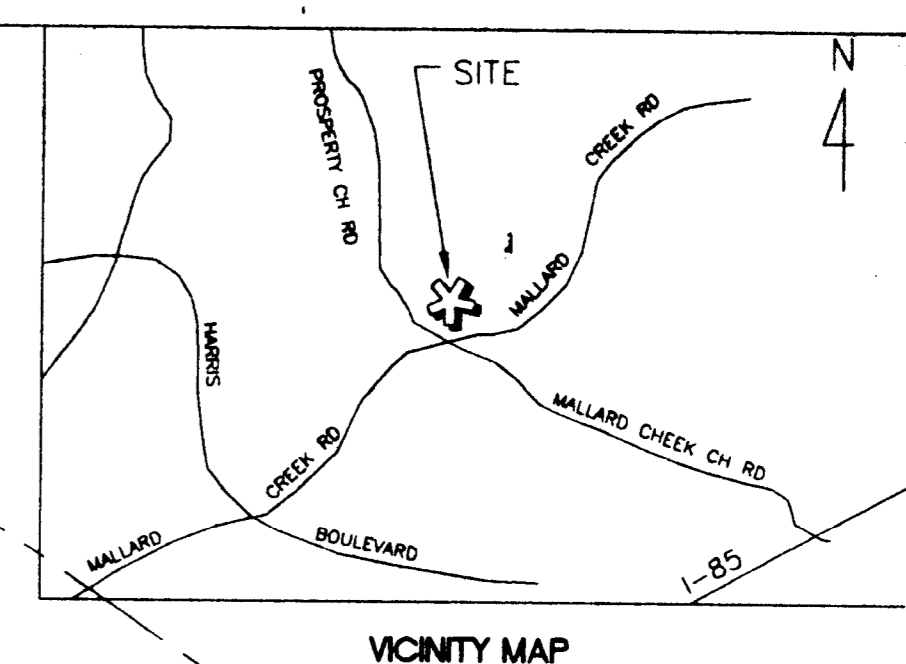 SITE
N
PROSPERTY CH RD
CREEK RD
MALLARD
HARRIS
MALLARD CHEEK CH RD
CREEK RD
MALLARD
BOULEVARD
I-85
VICINITY MAP